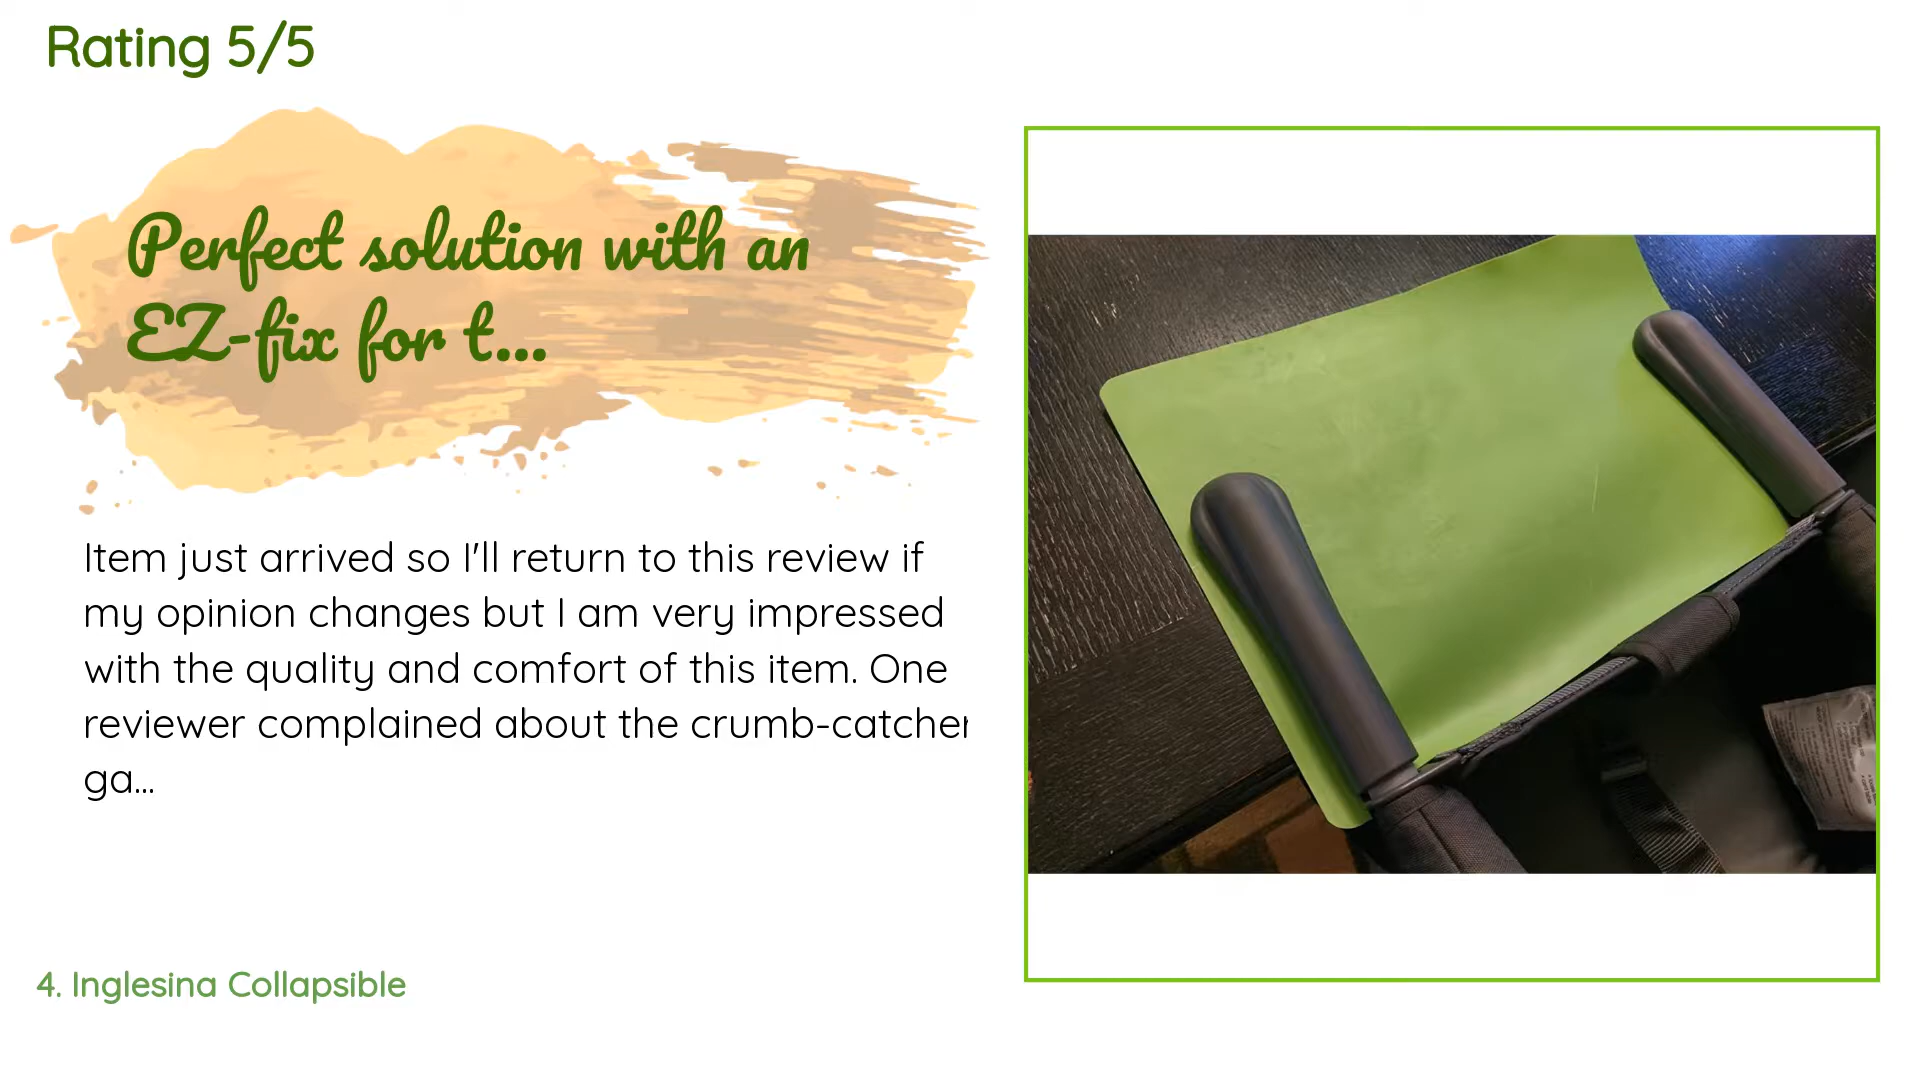 Rating 5/5
Perfect solution with an
EZ-fix for t...
Item just arrived so I'll return to this review if
my opinion changes but I am very impressed
with the quality and comfort of this item. One
reviewer complained about the crumb-catcher
ga...
4. Inglesina Collapsible